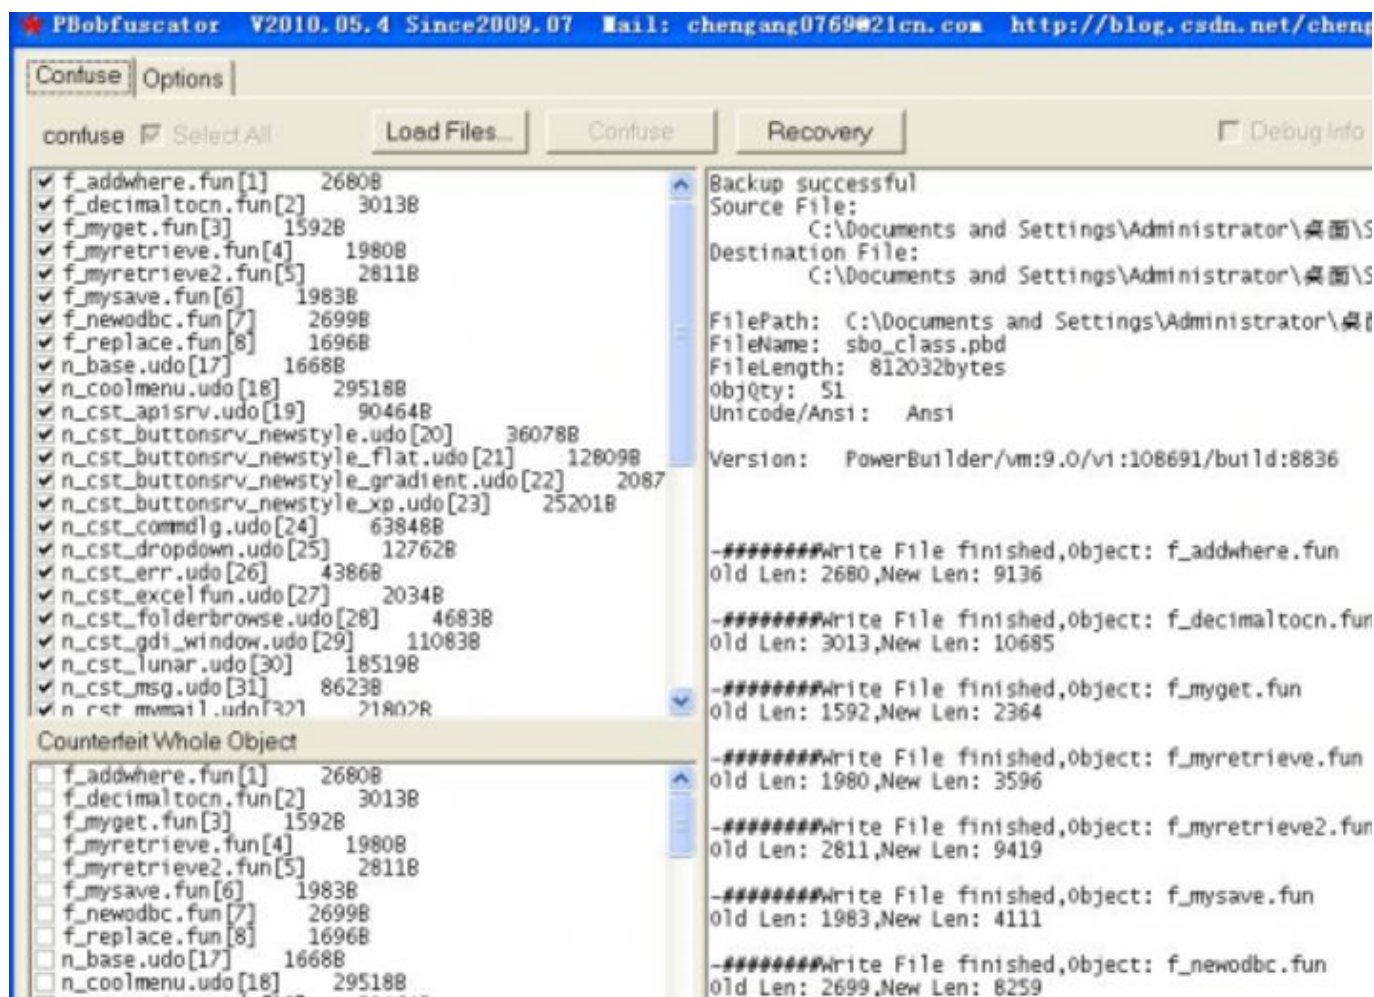 PBobfuscator V2010.05.4 Since2009.07 Mail: chengang0769@21cn.com http://blog.csdn.net/cheng
Confuse Options
confuse Select All Load Files... Confuse Recovery Debug Info
f_addwhere.fun[1] 2680B
f_decimaltocn.fun[2] 3013B
f_myget.fun[3] 1592B
f_myretrieve.fun[4] 1980B
f_myretrieve2.fun[5] 2811B
f_mysave.fun[6] 1983B
f_newodbc.fun[7] 2699B
f_replace.fun[8] 1696B
n_base.udo[17] 1668B
n_coolmenu.udo[18] 29518B
n_cst_apisrv.udo[19] 90464B
n_cst_buttonsrv_newstyle.udo[20] 36078B
n_cst_buttonsrv_newstyle_flat.udo[21] 12809B
n_cst_buttonsrv_newstyle_gradient.udo[22] 2087
n_cst_buttonsrv_newstyle_xp.udo[23] 25201B
n_cst_commdlg.udo[24] 63848B
n_cst_dropdown.udo[25] 12762B
n_cst_err.udo[26] 4386B
n_cst_excelfun.udo[27] 2034B
n_cst_folderbrowse.udo[28] 4683B
n_cst_gdi_window.udo[29] 11083B
n_cst_lunar.udo[30] 18519B
n_cst_msg.udo[31] 8623B
n_cst_mymail.udo[32] 21802B
Counterfeit Whole Object
f_addwhere.fun[1] 2680B
f_decimaltocn.fun[2] 3013B
f_myget.fun[3] 1592B
f_myretrieve.fun[4] 1980B
f_myretrieve2.fun[5] 2811B
f_mysave.fun[6] 1983B
f_newodbc.fun[7] 2699B
f_replace.fun[8] 1696B
n_base.udo[17] 1668B
n_coolmenu.udo[18] 29518B
Backup successful
Source File:
C:\Documents and Settings\Administrator\桌面\S
Destination File:
C:\Documents and Settings\Administrator\桌面\S
FilePath: C:\Documents and Settings\Administrator\桌面
FileName: sbo_class.pbd
FileLength: 812032bytes
ObjQty: 51
Unicode/Ansi: Ansi
Version: PowerBuilder/vm:9.0/vi:108691/build:8836
-########Write File finished,Object: f_addwhere.fun
Old Len: 2680,New Len: 9136
-########Write File finished,Object: f_decimaltocn.fun
Old Len: 3013,New Len: 10685
-########Write File finished,Object: f_myget.fun
Old Len: 1592,New Len: 2364
-########Write File finished,Object: f_myretrieve.fun
Old Len: 1980,New Len: 3596
-########Write File finished,Object: f_myretrieve2.fun
Old Len: 2811,New Len: 9419
-########Write File finished,Object: f_mysave.fun
Old Len: 1983,New Len: 4111
-########Write File finished,Object: f_newodbc.fun
Old Len: 2699,New Len: 8259